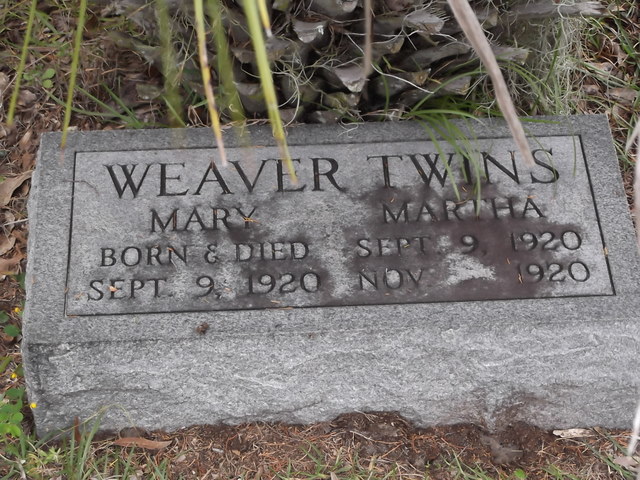 WEAVER TWINS
MARY MARTHA
BORN & DIED SEPT. 9, 1920
SEPT. 9, 1920 NOV. 1920